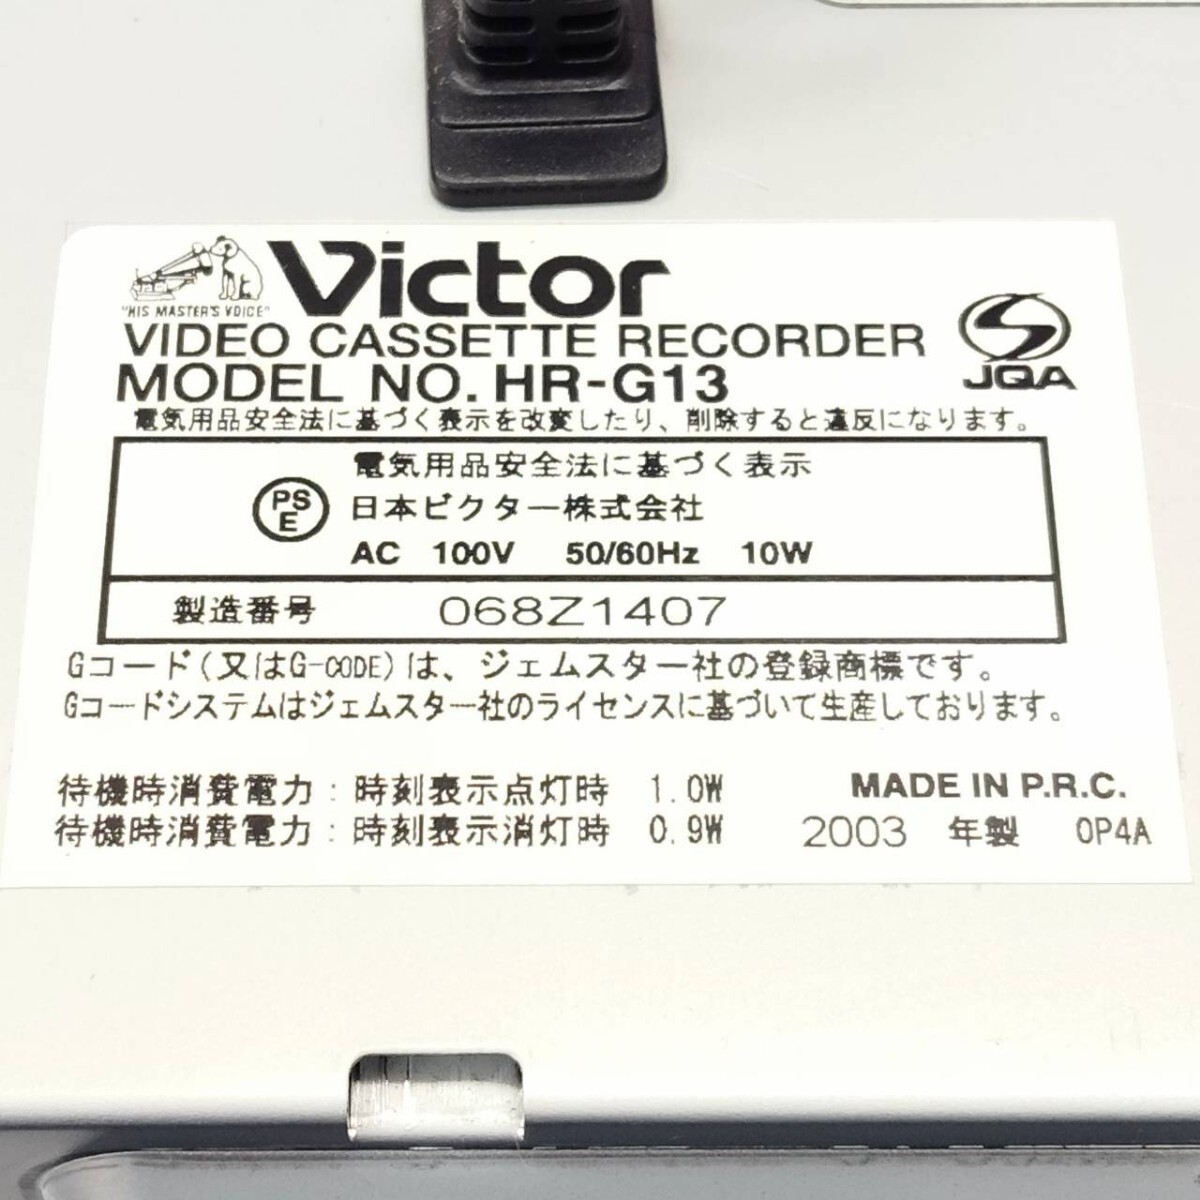 Victor
"HIS MASTER'S VOICE"
VIDEO CASSETTE RECORDER
MODEL NO. HR-G13
JQA
電気用品安全法に基づく表示を改変したり、削除すると違反になります。
電気用品安全法に基づく表示
PS
E
日本ビクター株式会社
AC 100V 50/60Hz 10W
製造番号 068Z1407
Gコード(又はG-CODE)は、ジェムスター社の登録商標です。
Gコードシステムはジェムスター社のライセンスに基づいて生産しております。
待機時消費電力:時刻表示点灯時 1.0W
待機時消費電力:時刻表示消灯時 0.9W
MADE IN P.R.C.
2003 年製 0P4A